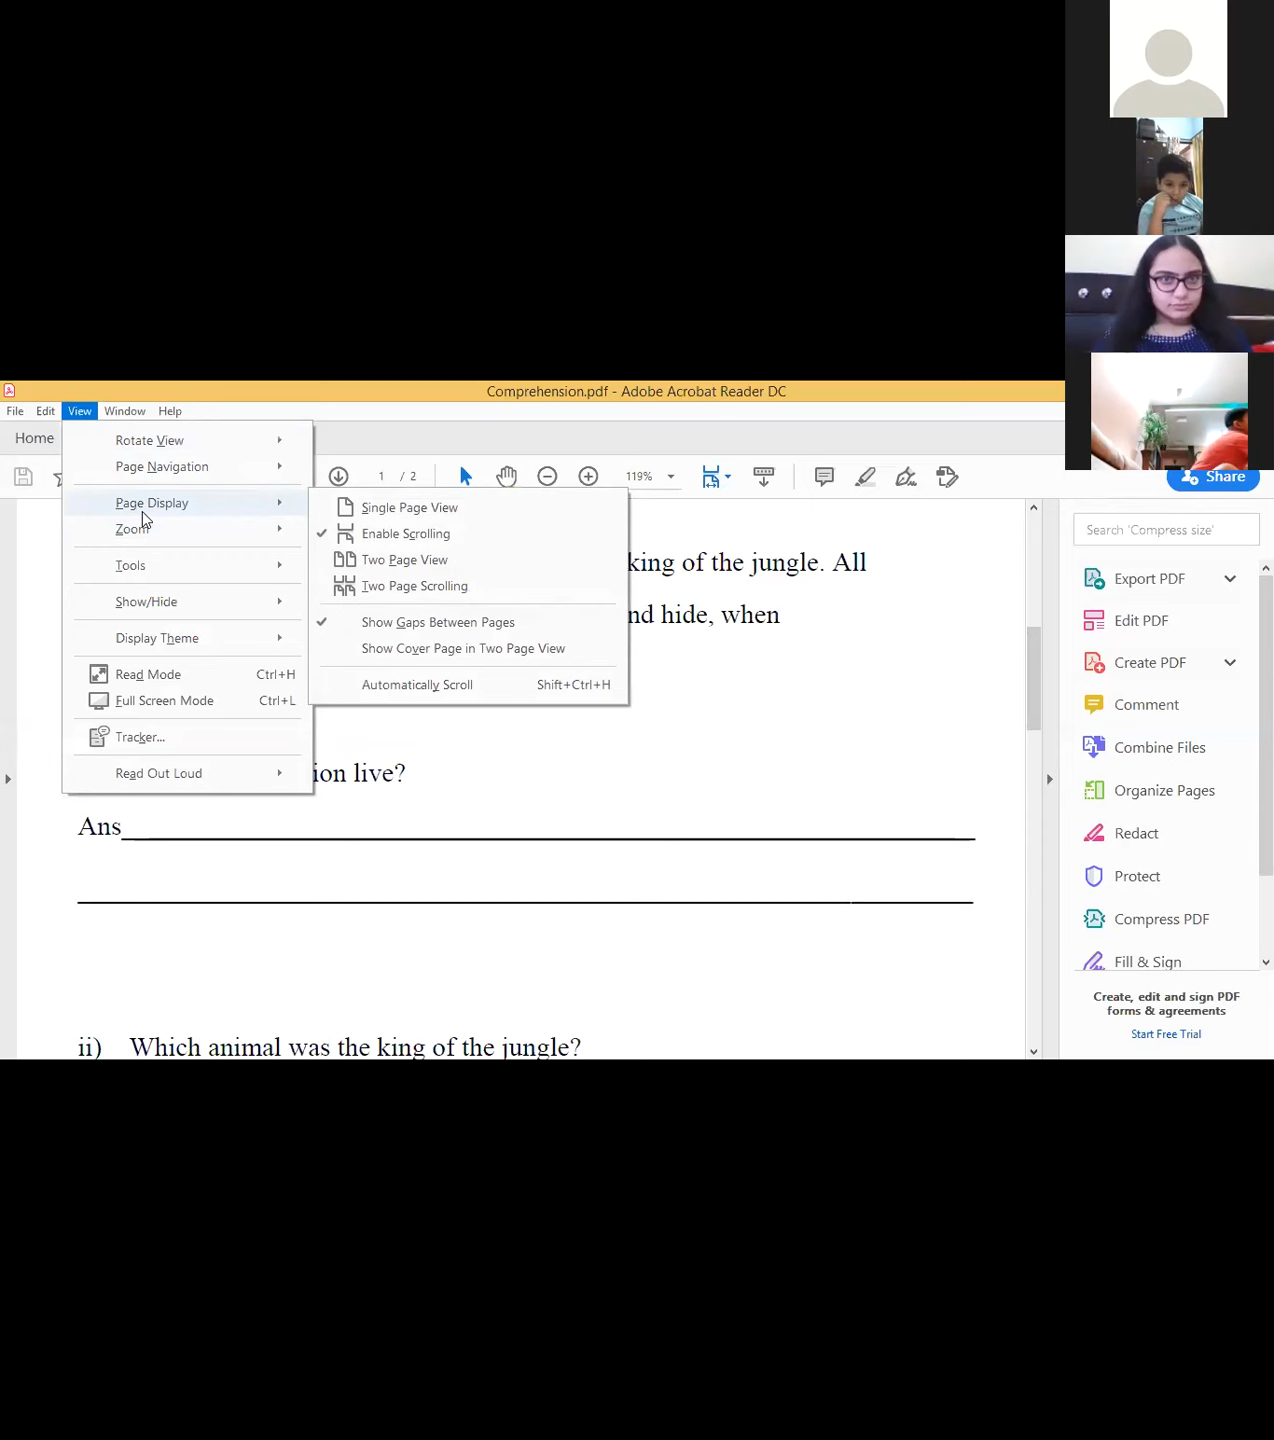 Comprehension.pdf - Adobe Acrobat Reader DC
File Edit View Window Help
Home
1 / 2 119%
Share
Rotate View
Page Navigation
Page Display
Zoom
Tools
Show/Hide
Display Theme
Read Mode Ctrl+H
Full Screen Mode Ctrl+L
Tracker...
Read Out Loud
Single Page View
Enable Scrolling
Two Page View
Two Page Scrolling
Show Gaps Between Pages
Show Cover Page in Two Page View
Automatically Scroll Shift+Ctrl+H
king of the jungle. All
nd hide, when
ion live?
Ans
ii) Which animal was the king of the jungle?
Search 'Compress size'
Export PDF
Edit PDF
Create PDF
Comment
Combine Files
Organize Pages
Redact
Protect
Compress PDF
Fill & Sign
Create, edit and sign PDF
forms & agreements
Start Free Trial